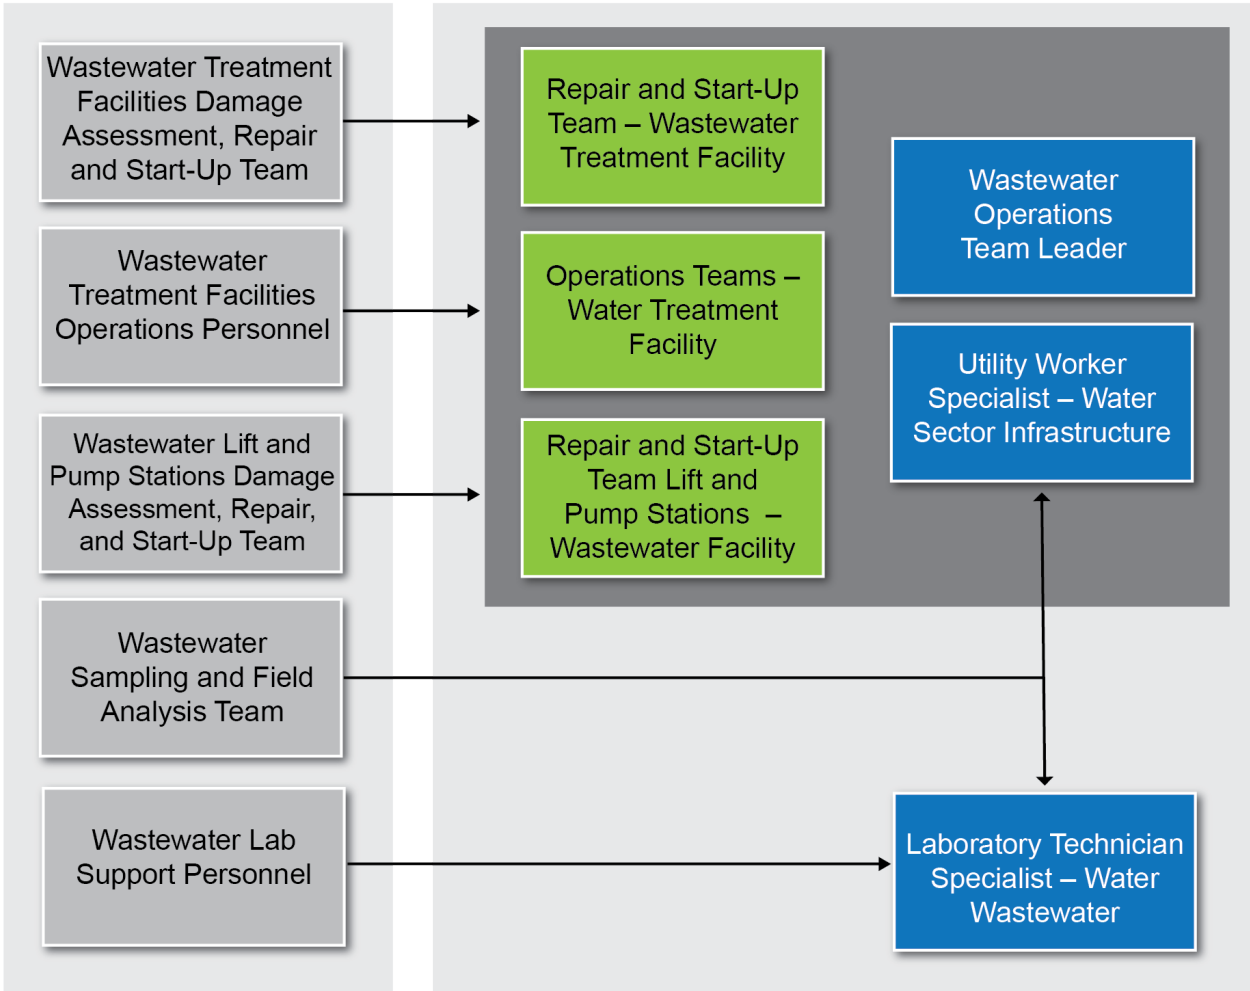 Wastewater Treatment
Facilities Damage
Assessment, Repair
and Start-Up Team
Wastewater
Treatment Facilities
Operations Personnel
Wastewater Lift and
Pump Stations Damage
Assessment, Repair,
and Start-Up Team
Wastewater
Sampling and Field
Analysis Team
Wastewater Lab
Support Personnel
Repair and Start-Up
Team – Wastewater
Treatment Facility
Operations Teams –
Water Treatment
Facility
Repair and Start-Up
Team Lift and
Pump Stations –
Wastewater Facility
Wastewater
Operations
Team Leader
Utility Worker
Specialist – Water
Sector Infrastructure
Laboratory Technician
Specialist – Water
Wastewater